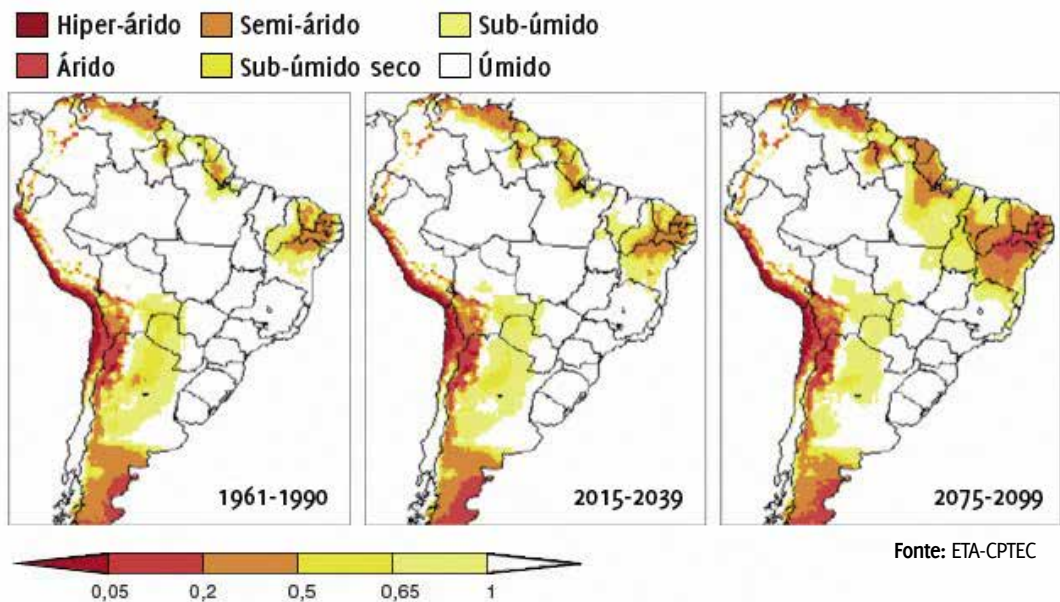 Hiper-árido Semi-árido Sub-úmido
Árido Sub-úmido seco Úmido
1961-1990 2015-2039 2075-2099
Fonte: ETA-CPTEC
0,05 0,2 0,5 0,65 1